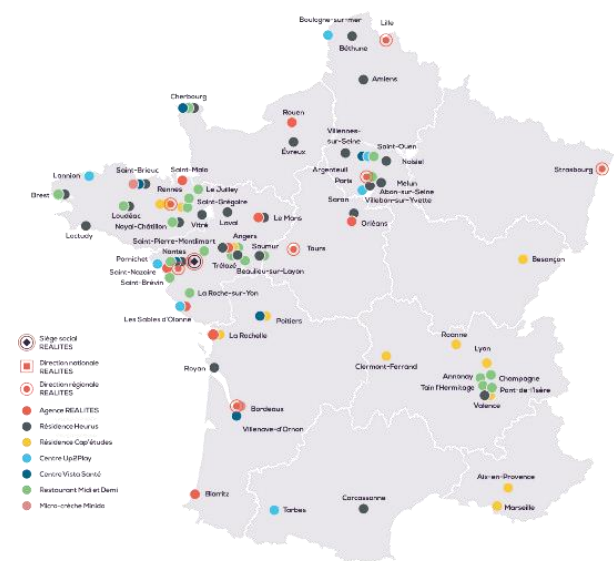 Boulogne-sur-mer
Lille
Béthune
Amiens
Cherbourg
Rouen
Évreux
Villennes-
sur-Seine
Saint-Ouen
Noisiel
Argenteuil
Paris
Melun
Ablon-sur-Seine
Villebon-sur-Yvette
Strasbourg
Lannion
Saint-Brieuc
Saint-Malo
Rennes
Le Juilley
Saint-Grégoire
Brest
Loudéac
Noyal-Châtillon
Vitré
Laval
Le Mans
Saran
Orléans
Loctudy
Saint-Pierre-Montlimart
Angers
Saumur
Tours
Besançon
Nantes
Pornichet
Saint-Nazaire
Trélazé
Beaulieu-sur-Layon
Saint-Brévin
La Roche-sur-Yon
Les Sables d'Olonne
Poitiers
La Rochelle
Roanne
Lyon
Clermont-Ferrand
Royan
Annonay
Champagne
Tain l'Hermitage
Pont-de-l'Isère
Valence
Bordeaux
Villenave-d'Ornon
Aix-en-Provence
Biarritz
Tarbes
Carcassonne
Marseille
Siège social
REALITES
Direction nationale
REALITES
Direction régionale
REALITES
Agence REALITES
Résidence Heurus
Résidence Cap'études
Centre Up2Play
Centre Vista Santé
Restaurant Midi et Demi
Micro-crèche Minido